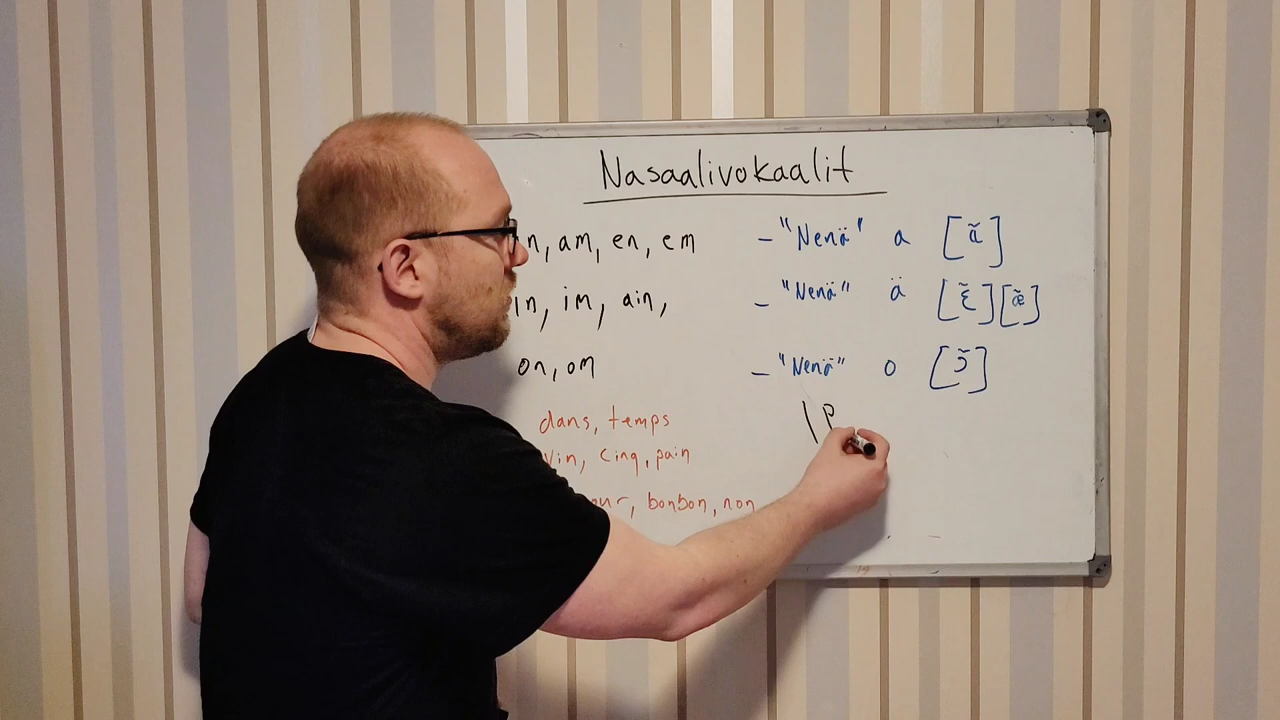 Nasaalivokaalit
an, am, en, em – "Nenä" a [ã]
in, im, ain, – "Nenä" ä [ɛ̃][æ̃]
on, om – "Nenä" o [ɔ̃]
dans, temps
vin, cinq, pain
bonbon, non